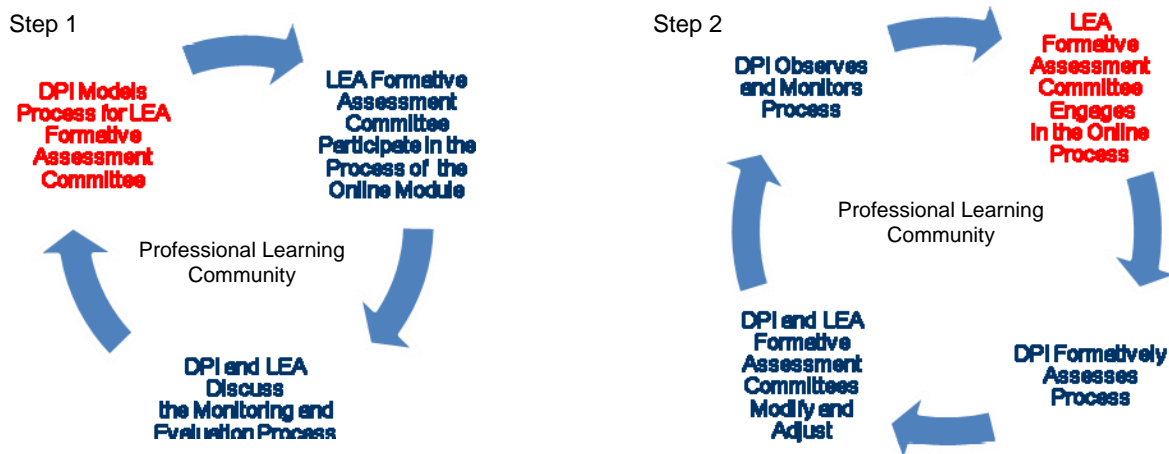 Step 1
DPI Models
Process for LEA
Formative
Assessment
Committee
LEA Formative
Assessment
Committee
Participate in the
Process of the
Online Module
Professional Learning
Community
DPI and LEA
Discuss
the Monitoring and
Evaluation Process
Step 2
DPI Observes
and Monitors
Process
LEA
Formative
Assessment
Committee
Engages
in the Online
Process
Professional Learning
Community
DPI and LEA
Formative
Assessment
Committees
Modify and
Adjust
DPI Formatively
Assesses
Process